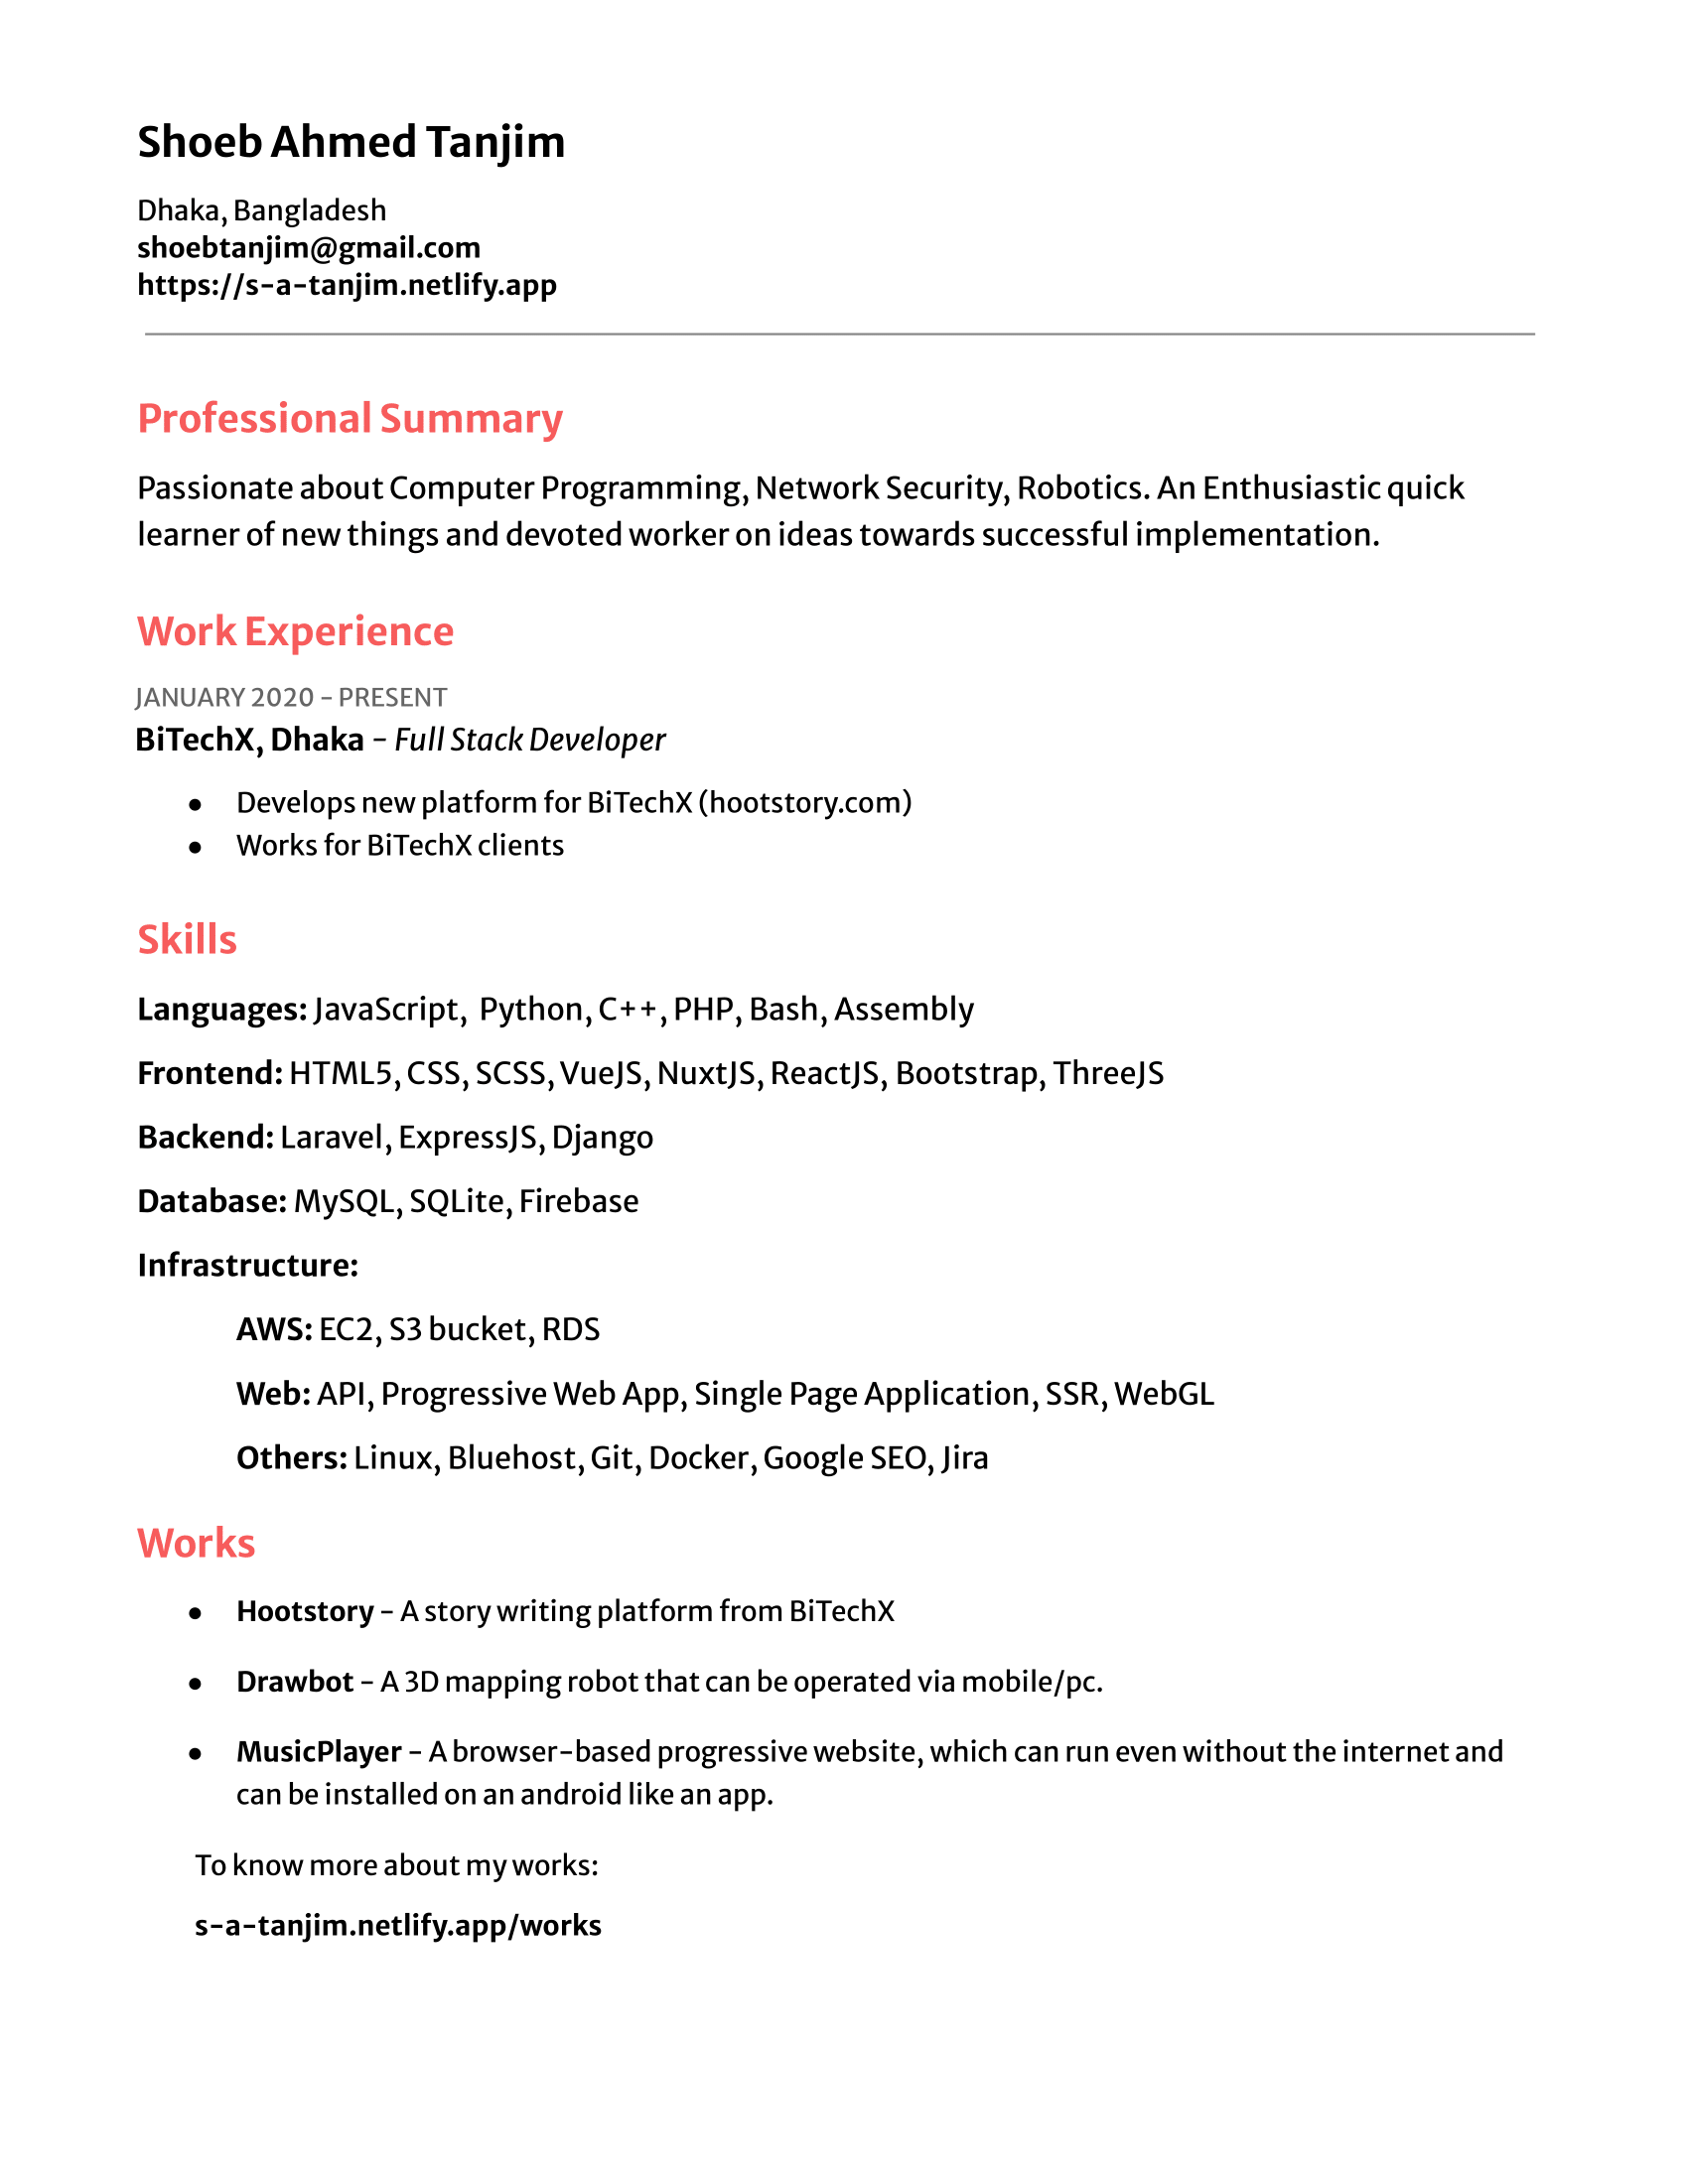 Shoeb Ahmed Tanjim
Dhaka, Bangladesh
shoebtanjim@gmail.com
https://s-a-tanjim.netlify.app
Professional Summary
Passionate about Computer Programming, Network Security, Robotics. An Enthusiastic quick
learner of new things and devoted worker on ideas towards successful implementation.
Work Experience
JANUARY 2020 - PRESENT
BiTechX, Dhaka - Full Stack Developer
● Develops new platform for BiTechX (hootstory.com)
● Works for BiTechX clients
Skills
Languages: JavaScript, Python, C++, PHP, Bash, Assembly
Frontend: HTML5, CSS, SCSS, VueJS, NuxtJS, ReactJS, Bootstrap, ThreeJS
Backend: Laravel, ExpressJS, Django
Database: MySQL, SQLite, Firebase
Infrastructure:
AWS: EC2, S3 bucket, RDS
Web: API, Progressive Web App, Single Page Application, SSR, WebGL
Others: Linux, Bluehost, Git, Docker, Google SEO, Jira
Works
● Hootstory - A story writing platform from BiTechX
● Drawbot - A 3D mapping robot that can be operated via mobile/pc.
● MusicPlayer - A browser-based progressive website, which can run even without the internet and
can be installed on an android like an app.
To know more about my works:
s-a-tanjim.netlify.app/works